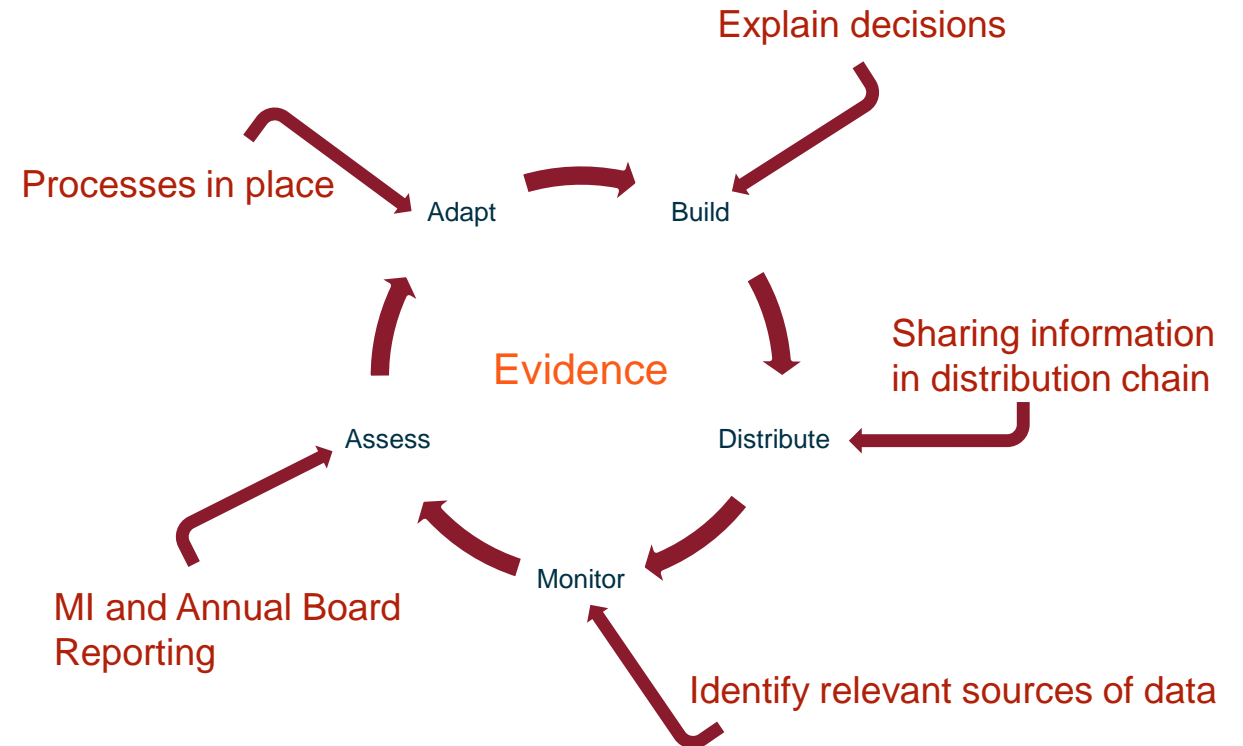 Explain decisions
Processes in place
Adapt
Build
Sharing information
in distribution chain
Evidence
Assess
Distribute
Monitor
MI and Annual Board
Reporting
Identify relevant sources of data